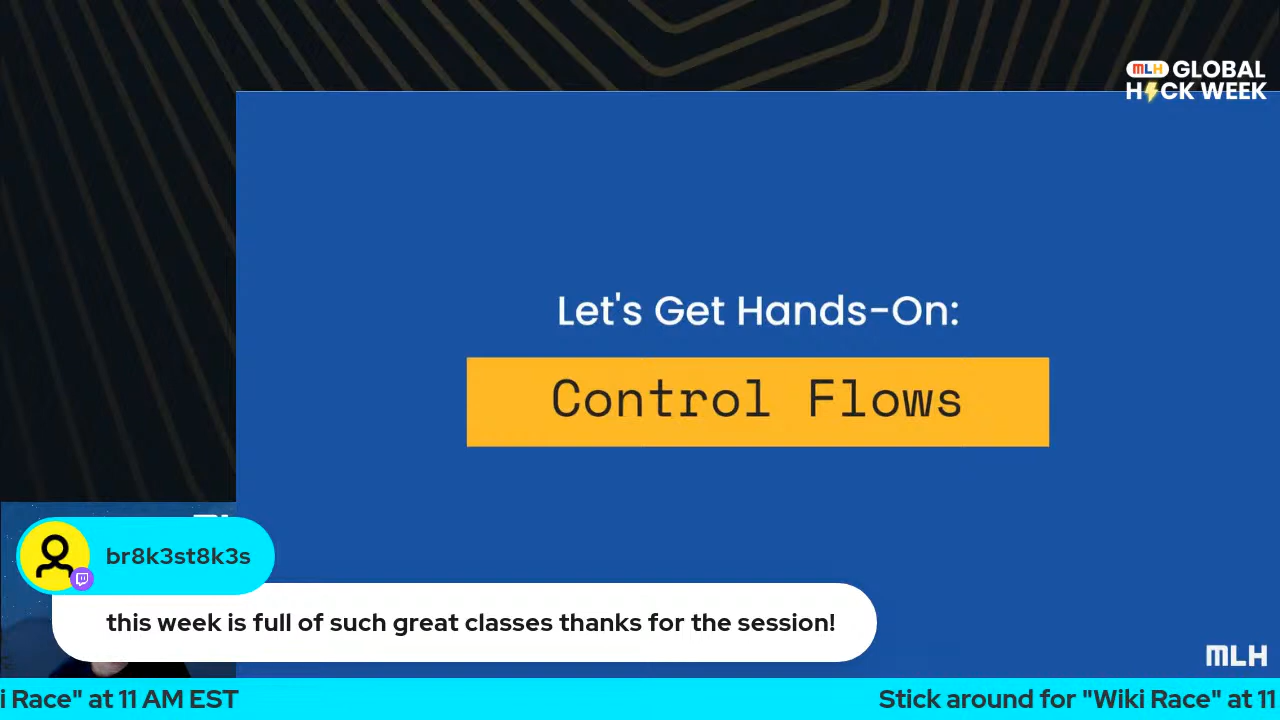 MLH GLOBAL
HACK WEEK
Let's Get Hands-On:
Control Flows
br8k3st8k3s
this week is full of such great classes thanks for the session!
MLH
i Race" at 11 AM EST
Stick around for "Wiki Race" at 11